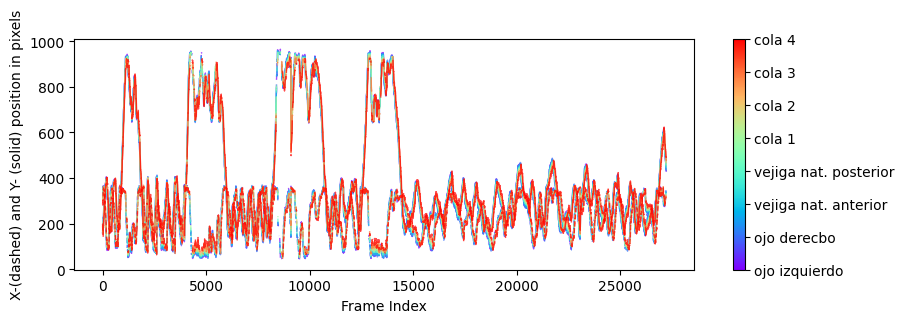 X-(dashed) and Y- (solid) position in pixels
1000
800
600
400
200
0
0
5000
10000
15000
20000
25000
Frame Index
cola 4
cola 3
cola 2
cola 1
vejiga nat. posterior
vejiga nat. anterior
ojo derecbo
ojo izquierdo